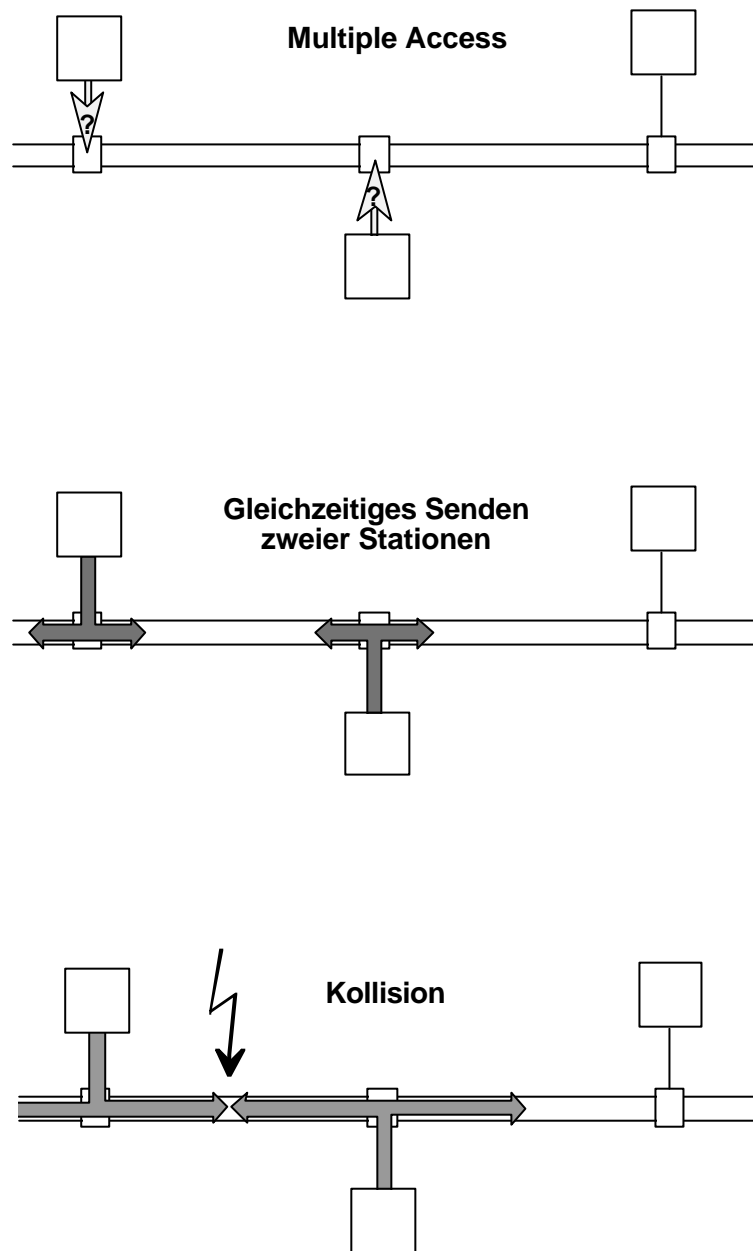 Multiple Access
?
?
Gleichzeitiges Senden
zweier Stationen
Kollision